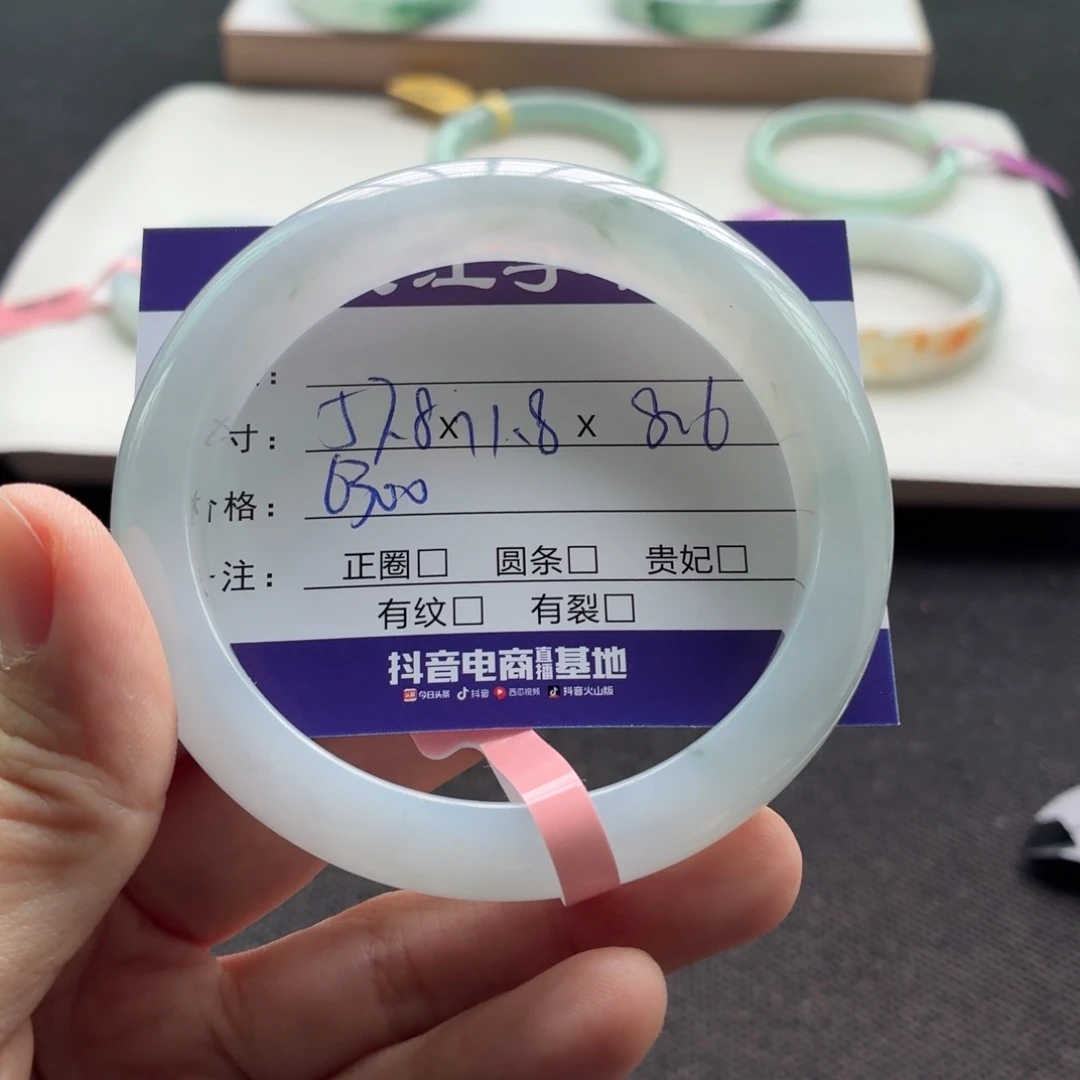 寸： 57.8x11.8 x 8.6
格： 6300
注： 正圈□ 圆条□ 贵妃□
有纹□ 有裂□
抖音电商直播基地
今日头条 抖音 西瓜视频 抖音火山版